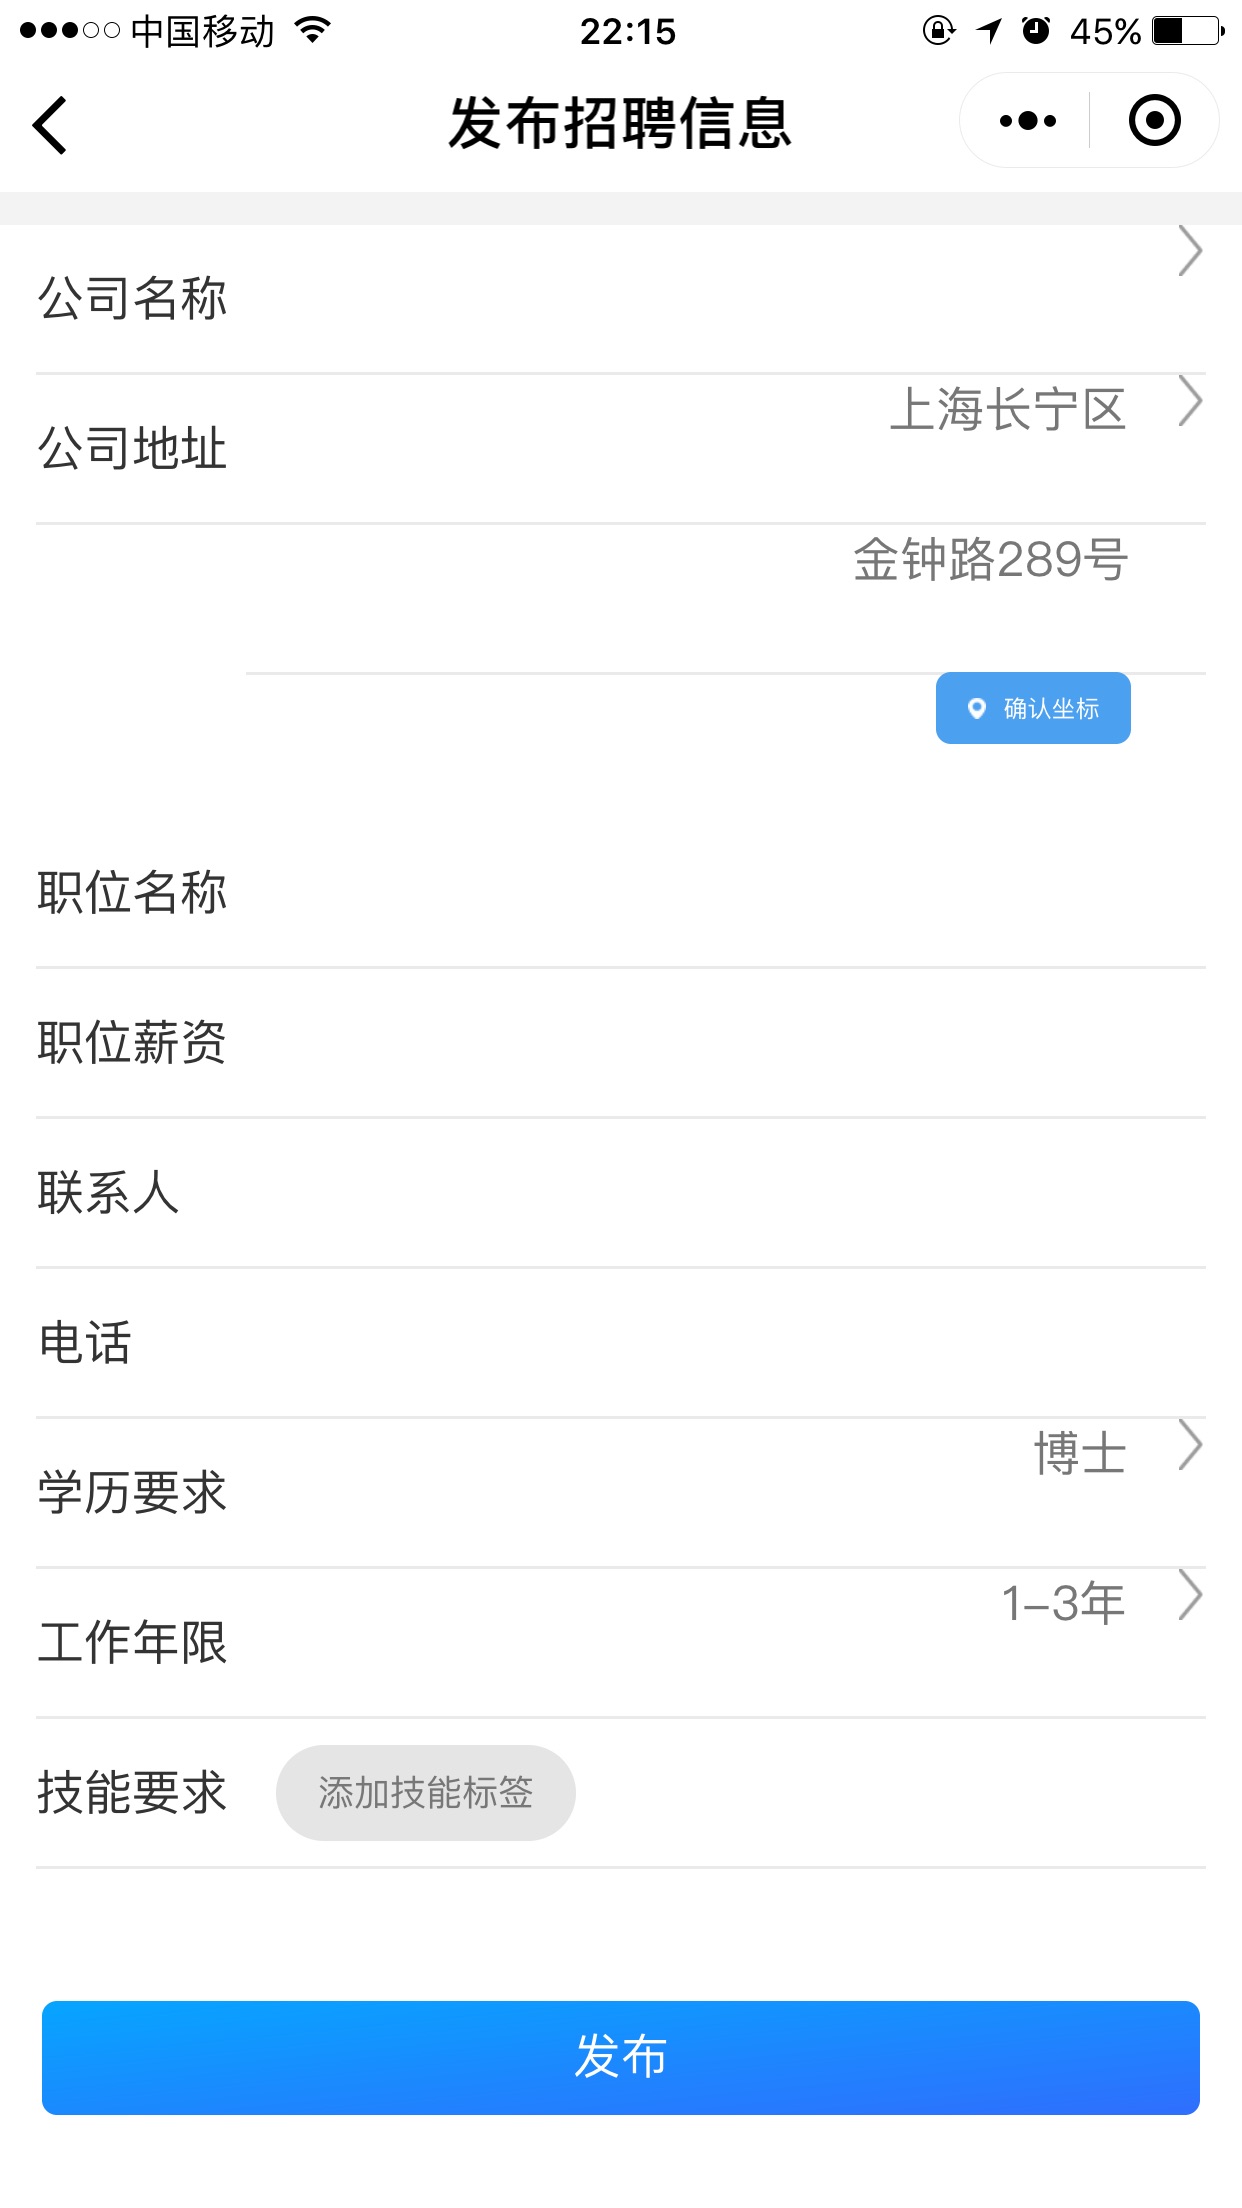 中国移动 22:15 45%
发布招聘信息
公司名称
公司地址 上海长宁区
金钟路289号
确认坐标
职位名称
职位薪资
联系人
电话
学历要求 博士
工作年限 1-3年
技能要求 添加技能标签
发布